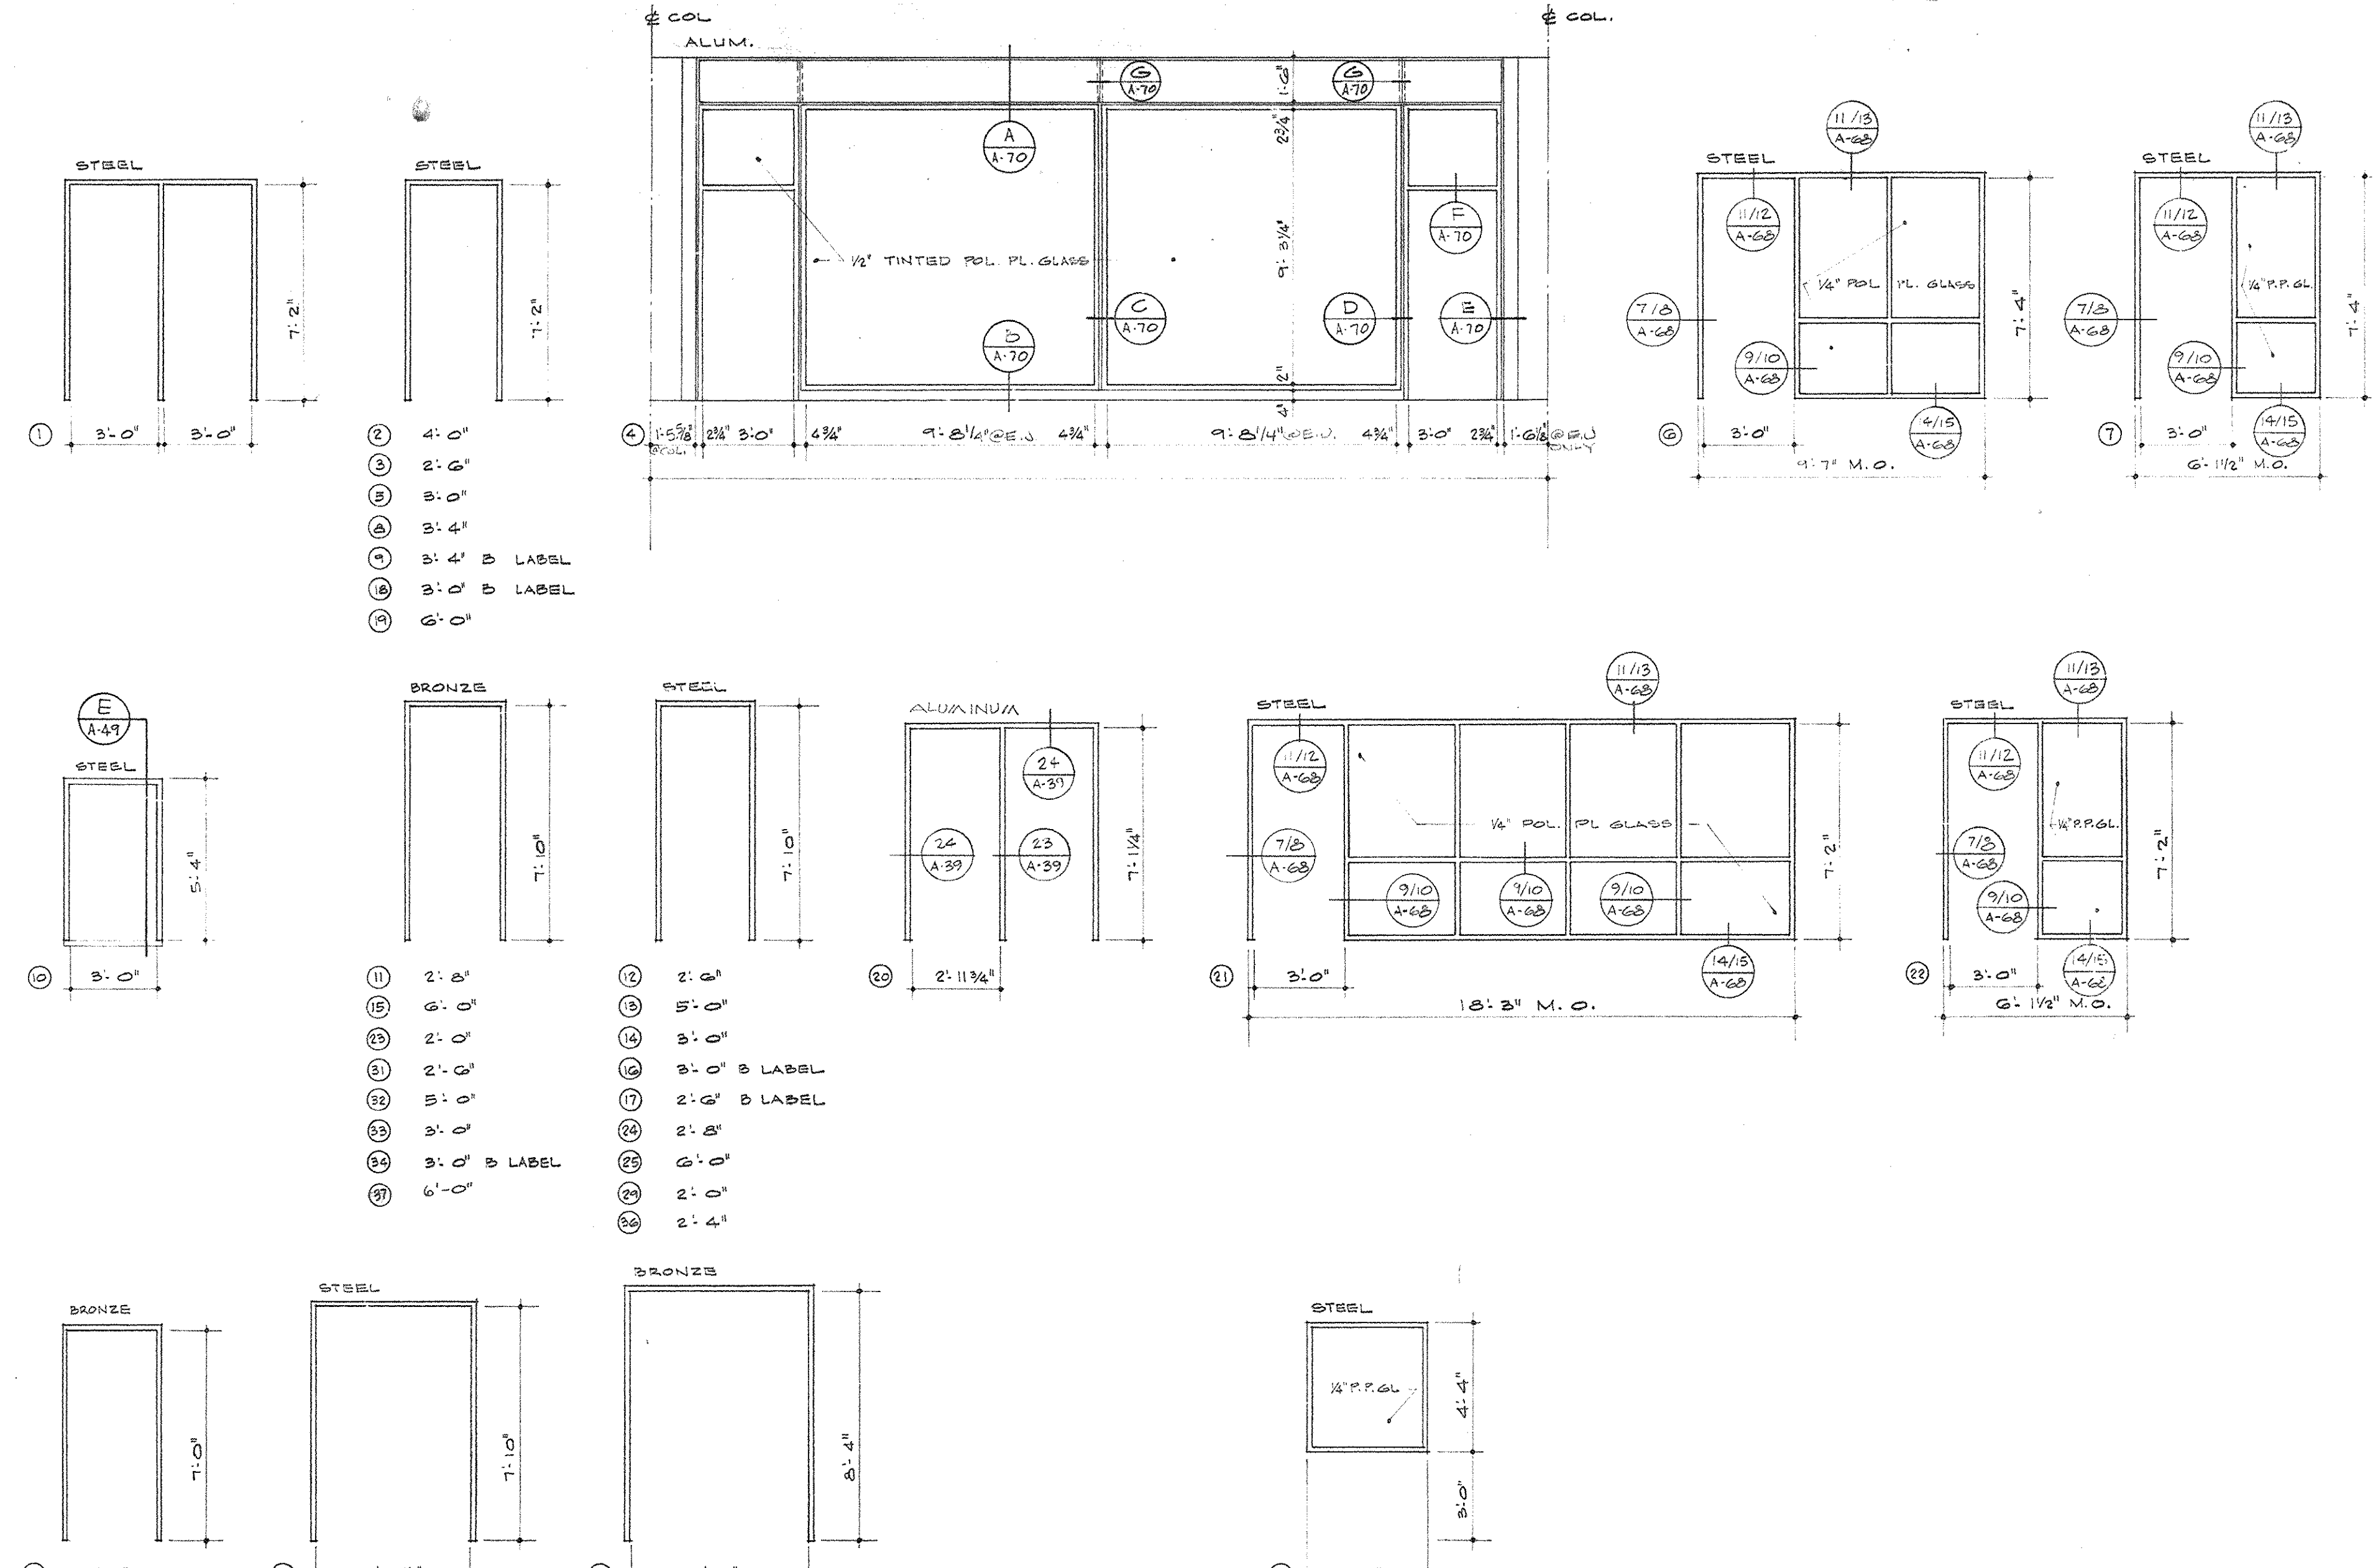 ℄ COL
℄ COL.
ALUM.
G
A-70
G
A-70
1'-6"
A
A-70
2 3/4"
F
A-70
9'-3 1/4"
1/2" TINTED POL. PL. GLASS
C
A-70
D
A-70
E
A-70
B
A-70
2"
4"
STEEL
7'-2"
① 3'-0" 3'-0"
STEEL
7'-2"
② 4'-0"
③ 2'-6"
⑤ 3'-0"
⑧ 3'-4"
⑨ 3'-4" B LABEL
⑱ 3'-0" B LABEL
⑲ 6'-0"
④ 1'-5 5/8" 2 3/4" 3'-0" 4 3/4" 9'-8 1/4" @ E.J. 4 3/4" 9'-8 1/4" @ E.J. 4 3/4" 3'-0" 2 3/4" 1'-6 1/8" @ E.J.
@ COL. ONLY
STEEL
11/13
A-68
11/12
A-68
1/4" POL PL. GLASS
7/8
A-68
9/10
A-68
14/15
A-68
7'-4"
⑥ 3'-0"
9'-7" M.O.
STEEL
11/13
A-68
11/12
A-68
1/4" P.P. GL.
7/8
A-68
9/10
A-68
14/15
A-68
7'-4"
⑦ 3'-0"
6'-1 1/2" M.O.
E
A-49
STEEL
5'-4"
⑩ 3'-0"
BRONZE
7'-10"
⑪ 2'-8"
⑮ 6'-0"
㉓ 2'-0"
㉛ 2'-6"
㉜ 5'-0"
㉝ 3'-0"
㉞ 3'-0" B LABEL
㊲ 6'-0"
STEEL
7'-10"
⑫ 2'-6"
⑬ 5'-0"
⑭ 3'-0"
⑯ 3'-0" B LABEL
⑰ 2'-6" B LABEL
㉔ 2'-8"
㉕ 6'-0"
㉙ 2'-0"
㊱ 2'-4"
ALUMINUM
24
A-39
24
A-39
23
A-39
7'-1 1/4"
⑳ 2'-11 3/4"
STEEL
11/13
A-68
11/12
A-68
1/4" POL. PL GLASS
7/8
A-68
9/10
A-68
9/10
A-68
9/10
A-68
14/15
A-68
7'-2"
㉑ 3'-0"
18'-3" M.O.
STEEL
11/13
A-68
11/12
A-68
1/4" P.P. GL.
7/8
A-68
9/10
A-68
14/15
7'-2"
㉒ 3'-0"
6'-1 1/2" M.O.
BRONZE
7'-0"
STEEL
7'-10"
BRONZE
8'-4"
STEEL
1/4" P.P. GL
4'-4"
3'-0"